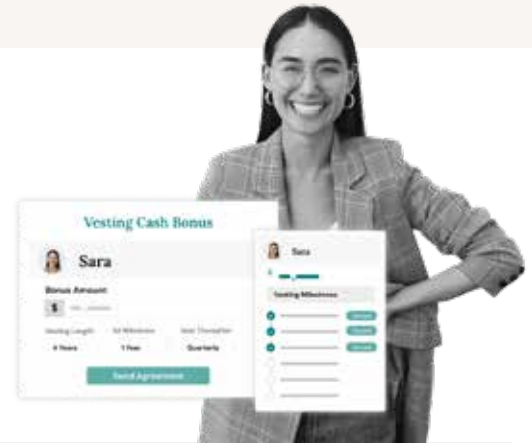 Vesting Cash Bonus
Sara
Bonus Amount
$
Vesting Length 1st Milestone Vest Thereafter
4 Years 1 Year Quarterly
Send Agreement
Sara
$
Vesting Milestones